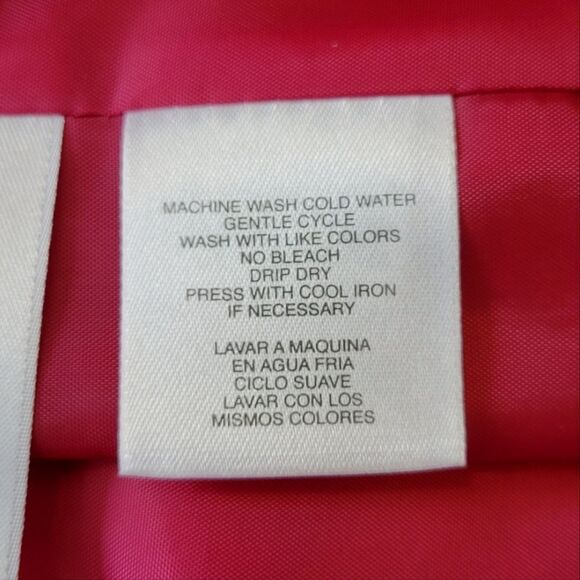 MACHINE WASH COLD WATER
GENTLE CYCLE
WASH WITH LIKE COLORS
NO BLEACH
DRIP DRY
PRESS WITH COOL IRON
IF NECESSARY
LAVAR A MAQUINA
EN AGUA FRIA
CICLO SUAVE
LAVAR CON LOS
MISMOS COLORES